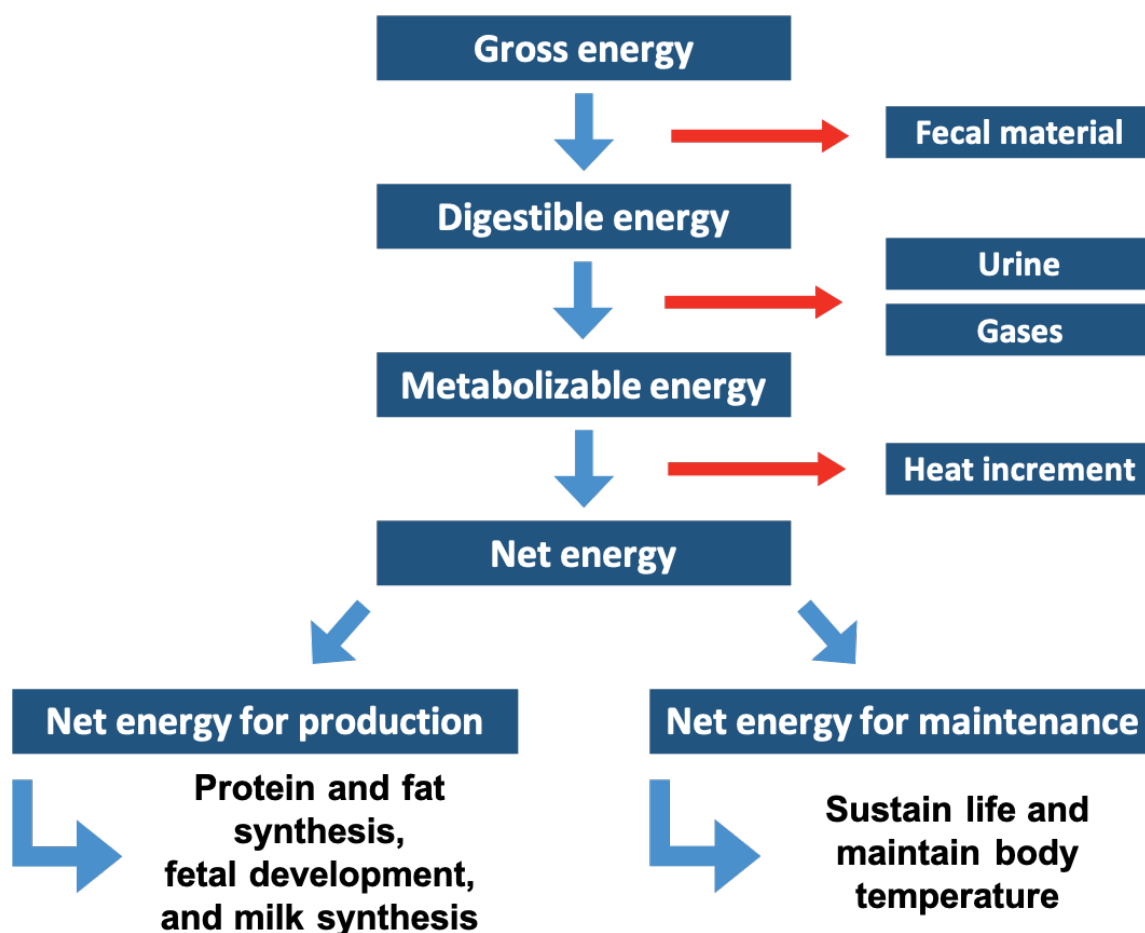 Gross energy
Fecal material
Digestible energy
Urine
Gases
Metabolizable energy
Heat increment
Net energy
Net energy for production
Net energy for maintenance
Protein and fat
synthesis,
fetal development,
and milk synthesis
Sustain life and
maintain body
temperature